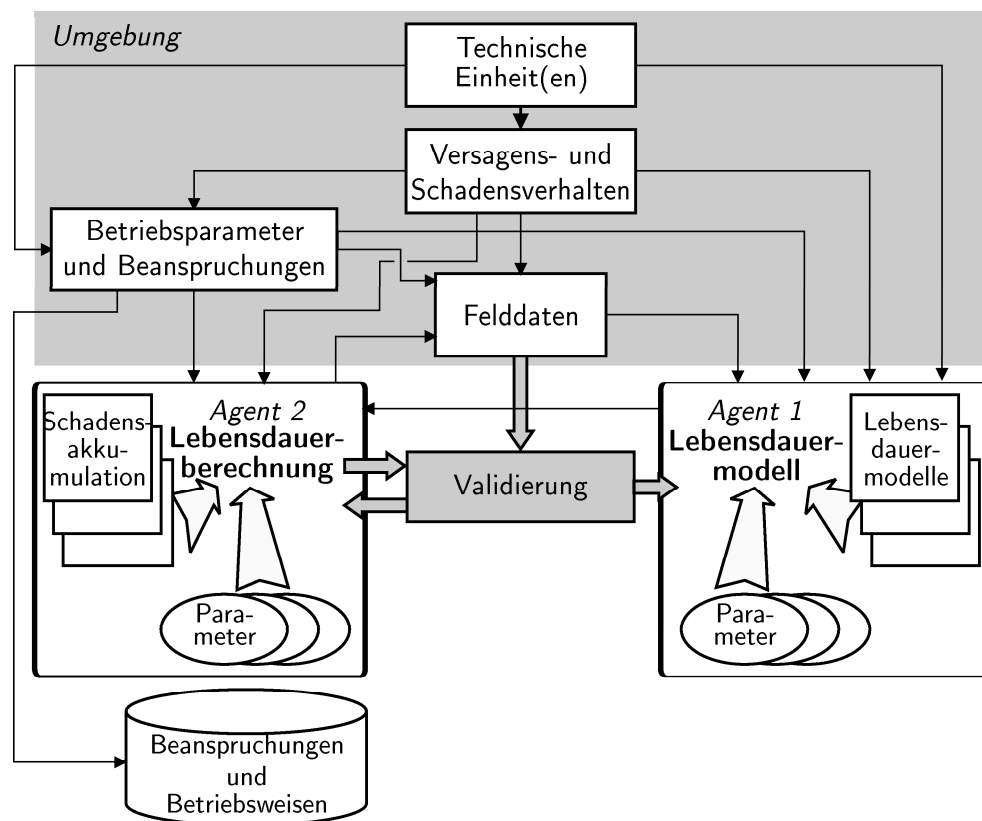 Umgebung
Technische
Einheit(en)
Versagens- und
Schadensverhalten
Betriebsparameter
und Beanspruchungen
Felddaten
Schadens-
akku-
mulation
Agent 2
Lebensdauer-
berechnung
Para-
meter
Validierung
Agent 1
Lebensdauer-
modell
Lebens-
dauer-
modelle
Para-
meter
Beanspruchungen
und
Betriebsweisen